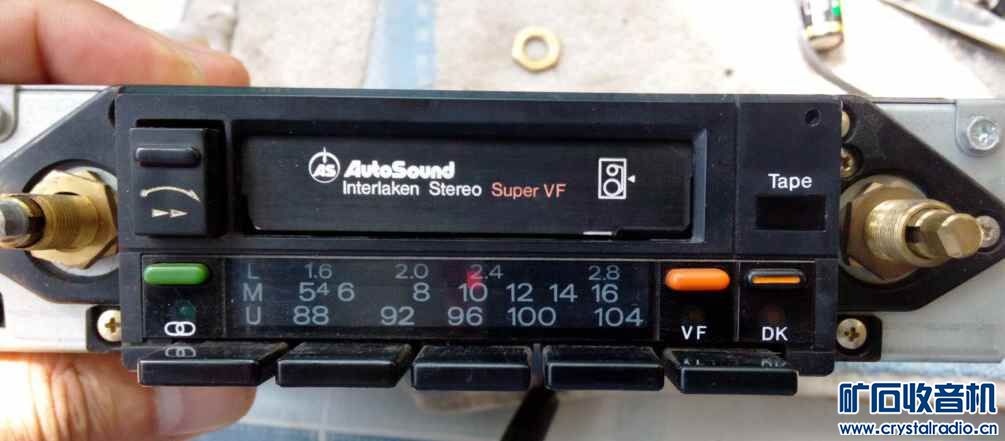 AS AutoSound
Interlaken Stereo Super VF
Tape
L 1.6 2.0 2.4 2.8
M 5⁴ 6 8 10 12 14 16
U 88 92 96 100 104
VF
DK
矿石收音机
www.crystalradio.cn